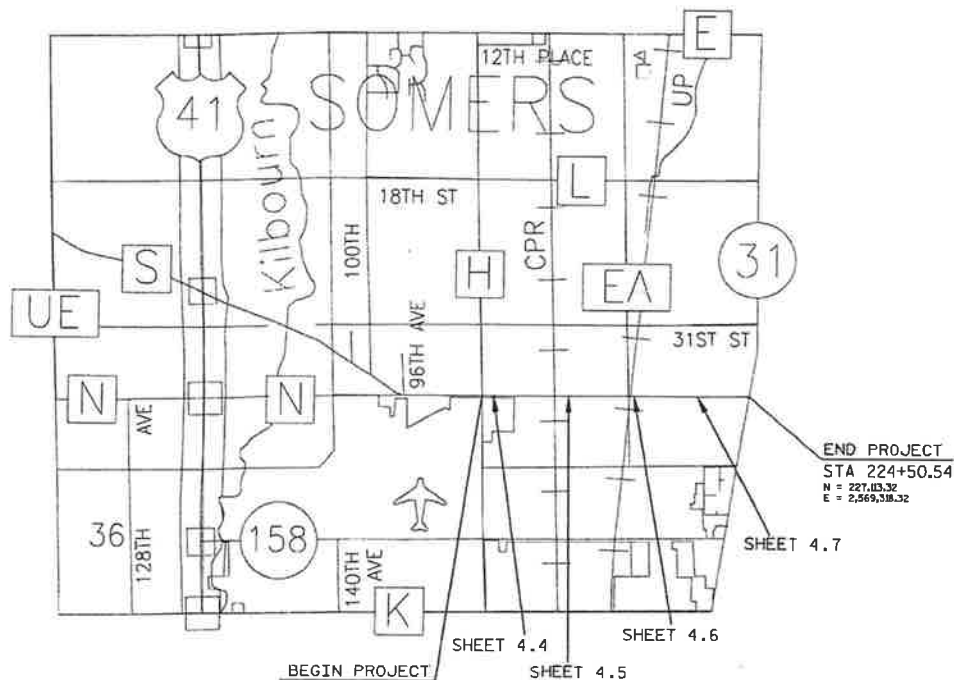 E
12TH PLACE
UP
41
SOMERS
Kilbourn
L
18TH ST
100TH
CPR
H
S
EA
31
UE
96TH AVE
31ST ST
N
N
AVE
128TH
END PROJECT
STA 224+50.54
N = 227,113.32
E = 2,569,318.32
36
158
140TH AVE
SHEET 4.7
K
SHEET 4.4
SHEET 4.6
BEGIN PROJECT
SHEET 4.5